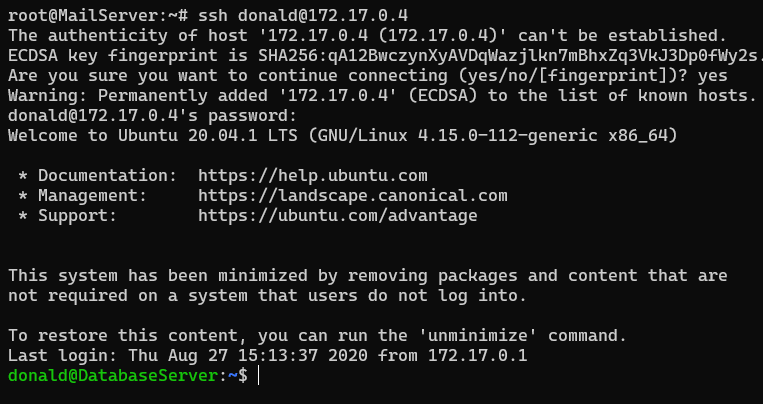 root@MailServer:~# ssh donald@172.17.0.4
The authenticity of host '172.17.0.4 (172.17.0.4)' can't be established.
ECDSA key fingerprint is SHA256:qA12BwczynXyAVDqWazjlkn7mBhxZq3VkJ3Dp0fWy2s.
Are you sure you want to continue connecting (yes/no/[fingerprint])? yes
Warning: Permanently added '172.17.0.4' (ECDSA) to the list of known hosts.
donald@172.17.0.4's password:
Welcome to Ubuntu 20.04.1 LTS (GNU/Linux 4.15.0-112-generic x86_64)

 * Documentation:  https://help.ubuntu.com
 * Management:     https://landscape.canonical.com
 * Support:        https://ubuntu.com/advantage

This system has been minimized by removing packages and content that are
not required on a system that users do not log into.

To restore this content, you can run the 'unminimize' command.
Last login: Thu Aug 27 15:13:37 2020 from 172.17.0.1
donald@DatabaseServer:~$